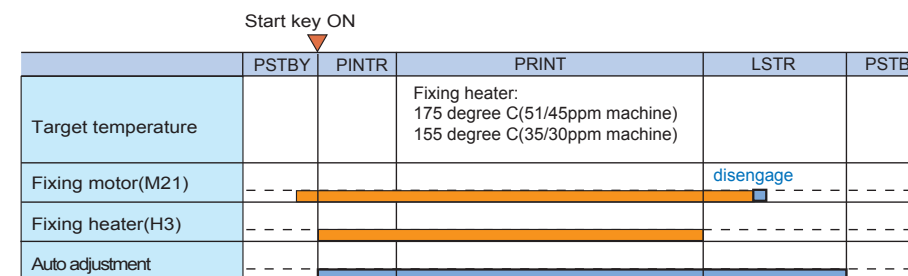 Start key ON
PSTBY PINTR PRINT LSTR PSTB
Fixing heater:
175 degree C(51/45ppm machine)
155 degree C(35/30ppm machine)
Target temperature
Fixing motor(M21)
disengage
Fixing heater(H3)
Auto adjustment